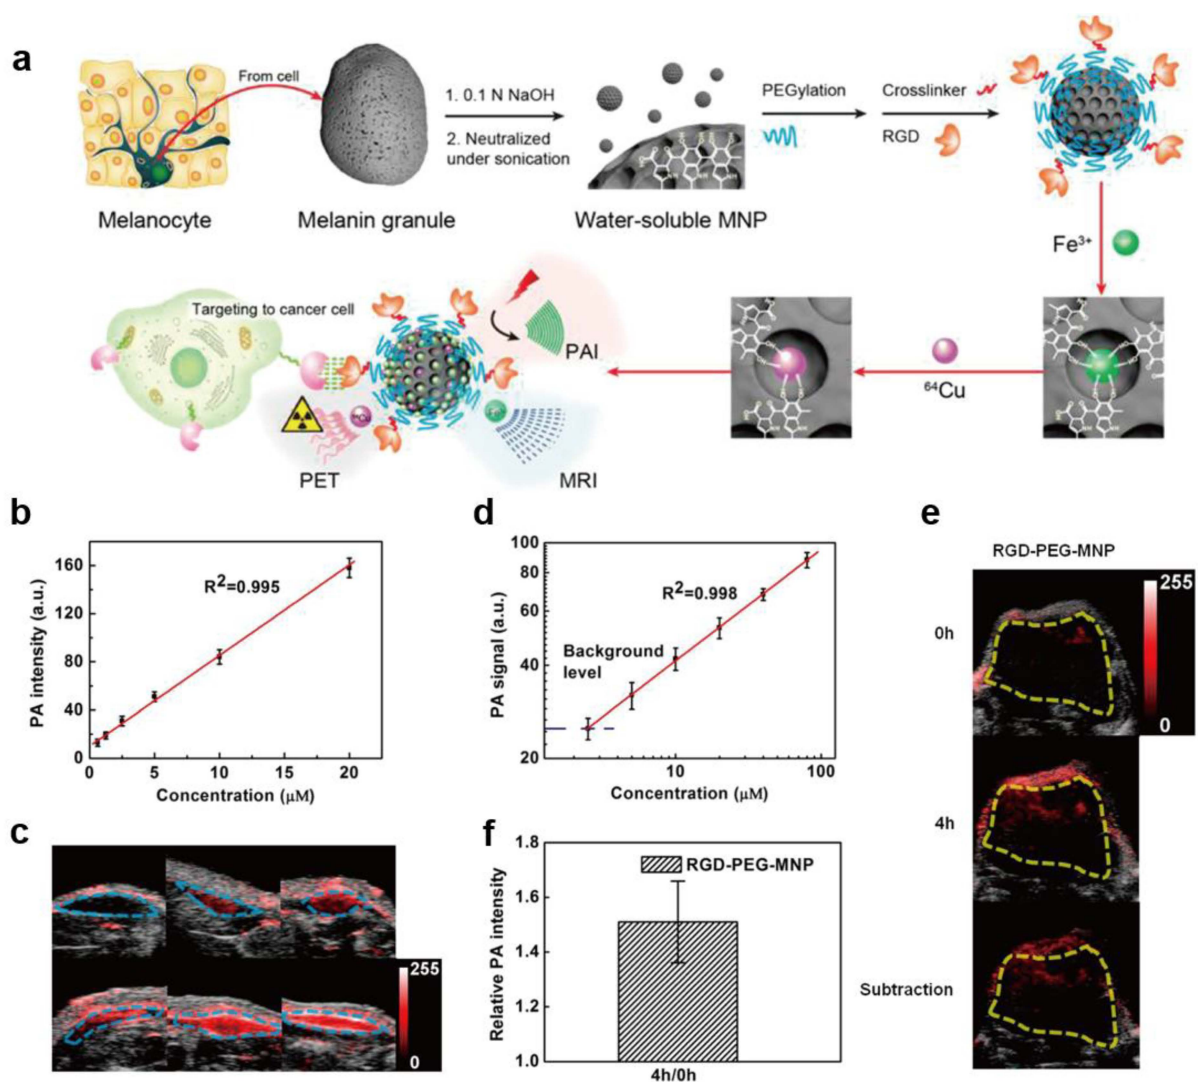 a
From cell
1. 0.1 N NaOH
2. Neutralized
under sonication
PEGylation
Crosslinker
RGD
Melanocyte
Melanin granule
Water-soluble MNP
Fe³⁺
Targeting to cancer cell
PAI
⁶⁴Cu
PET
MRI
b
PA intensity (a.u.)
160
120
80
40
0
R²=0.995
0 5 10 15 20
Concentration (μM)
d
PA signal (a.u.)
100
80
60
40
20
R²=0.998
Background
level
10 100
Concentration (μM)
e
RGD-PEG-MNP
0h
255
0
4h
Subtraction
c
255
0
f
Relative PA intensity
1.8
1.6
1.4
1.2
1.0
RGD-PEG-MNP
4h/0h